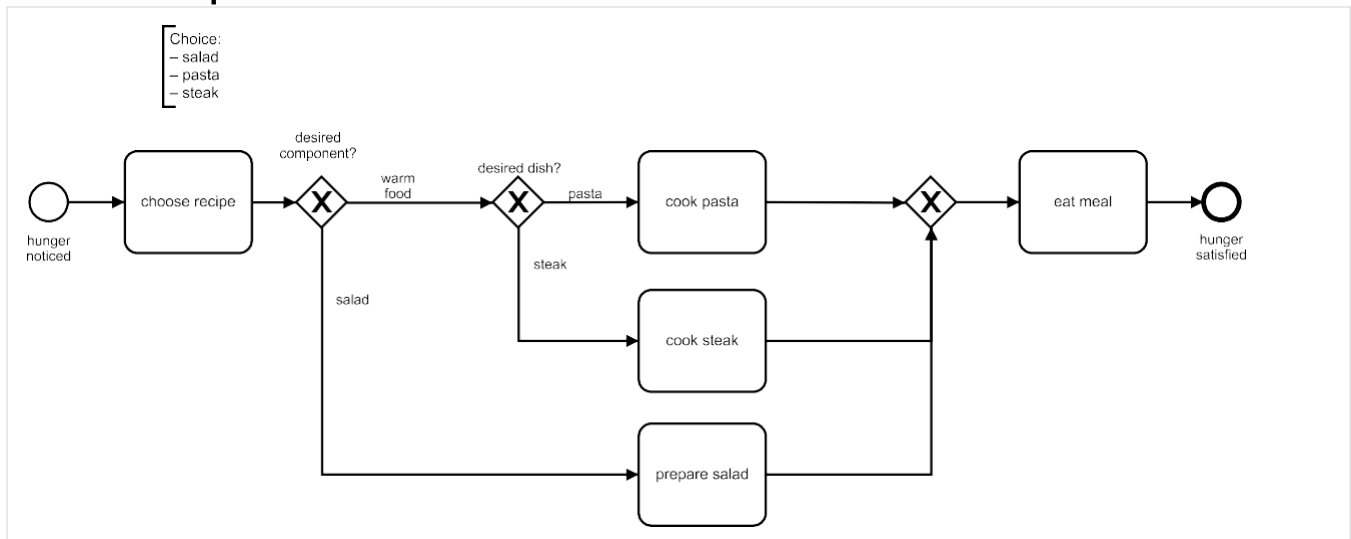 Choice:
– salad
– pasta
– steak
desired
component?
desired dish?
warm
food
pasta
choose recipe
cook pasta
eat meal
hunger
noticed
hunger
satisfied
steak
salad
cook steak
prepare salad